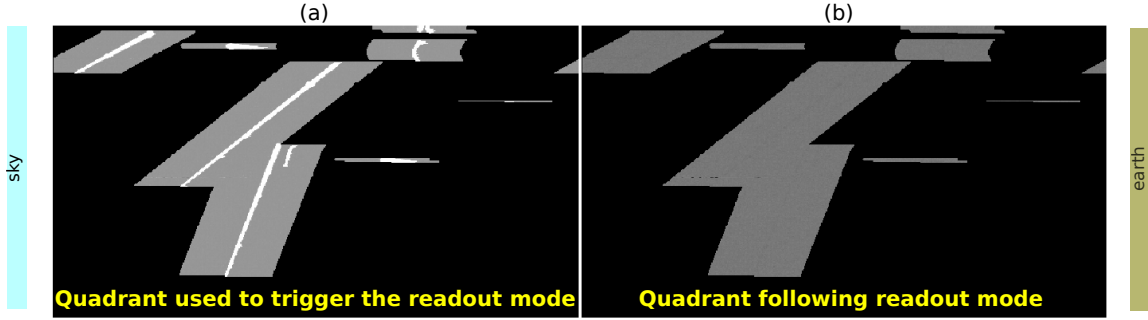 (a)
(b)
sky
earth
Quadrant used to trigger the readout mode
Quadrant following readout mode